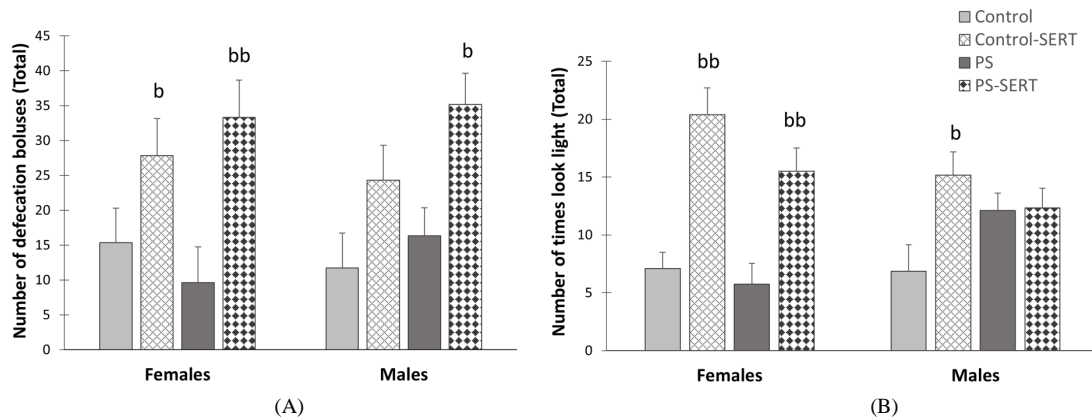 Number of defecation boluses (Total)
45
40
35
30
25
20
15
10
5
0
b
bb
b
Females
Males
(A)
Number of times look light (Total)
25
20
15
10
5
0
bb
bb
b
Females
Males
(B)
Control
Control-SERT
PS
PS-SERT